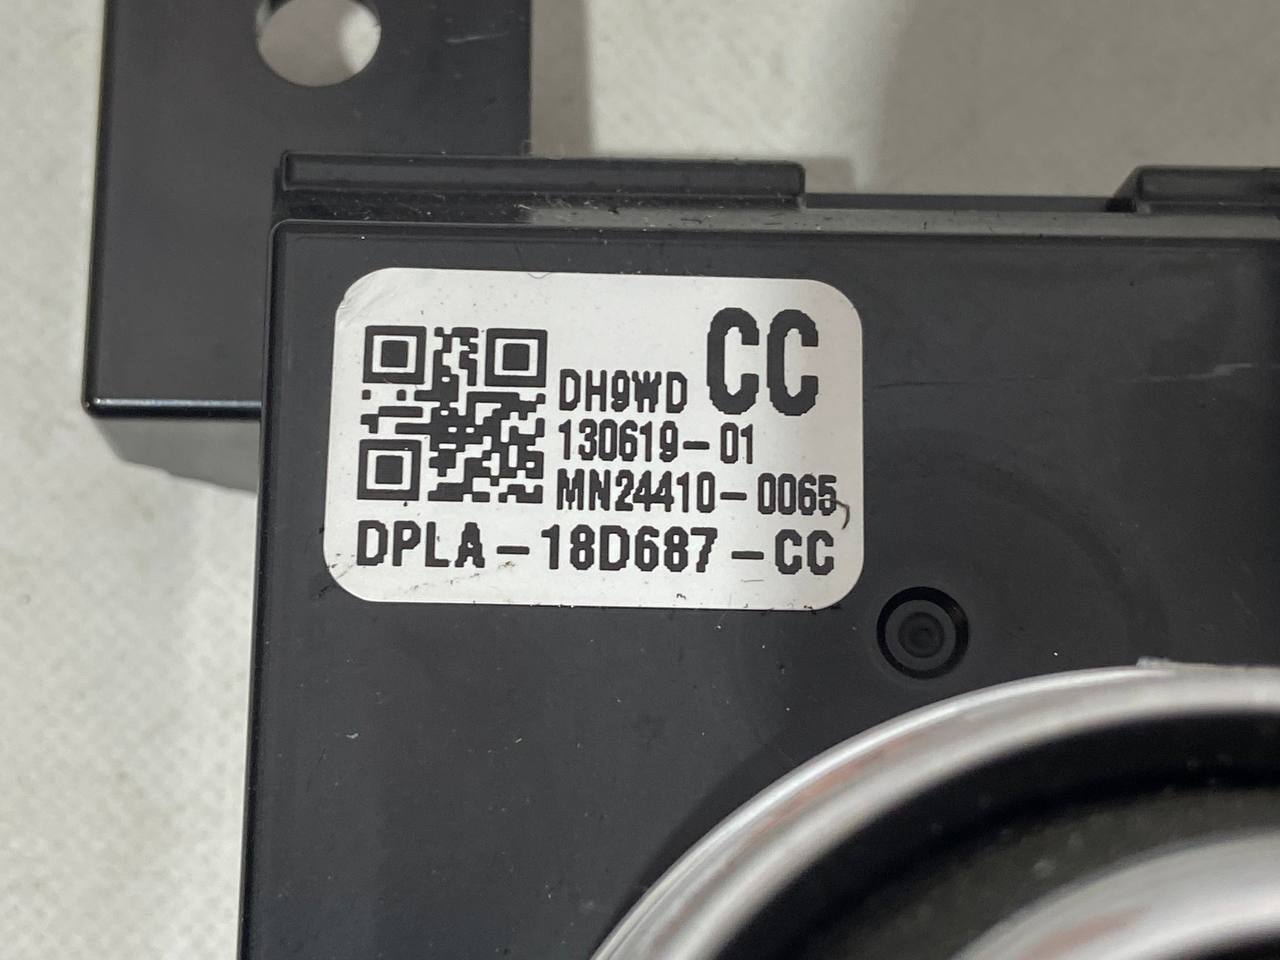 CC
DH9WD
130619-01
MN24410-0065
DPLA-18D687-CC